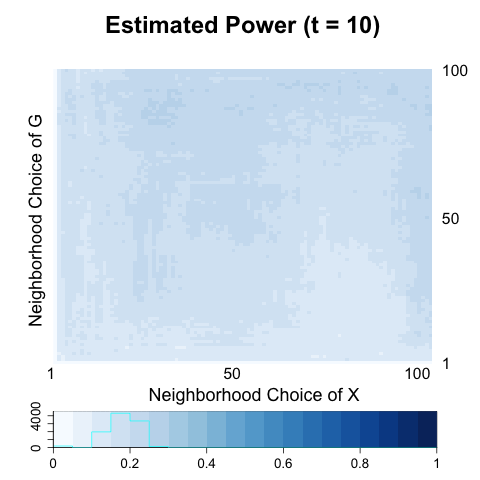 Estimated Power (t = 10)
Neighborhood Choice of G
100
50
1
1 50 100
Neighborhood Choice of X
0 4000
0 0.2 0.4 0.6 0.8 1